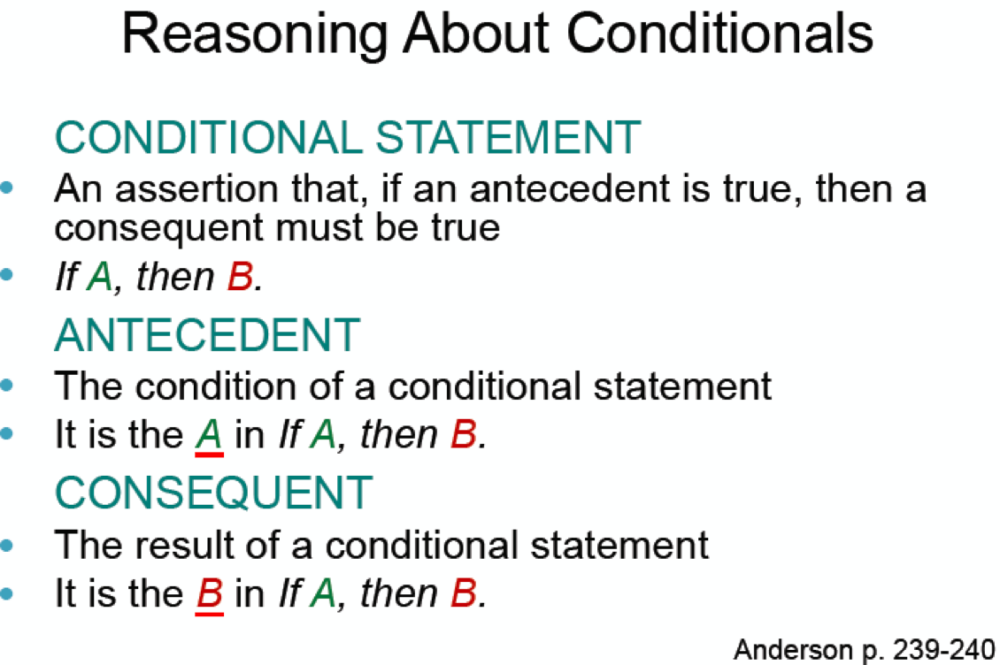 Reasoning About Conditionals
CONDITIONAL STATEMENT
• An assertion that, if an antecedent is true, then a
consequent must be true
• If A, then B.
ANTECEDENT
• The condition of a conditional statement
• It is the A in If A, then B.
CONSEQUENT
• The result of a conditional statement
• It is the B in If A, then B.
Anderson p. 239-240